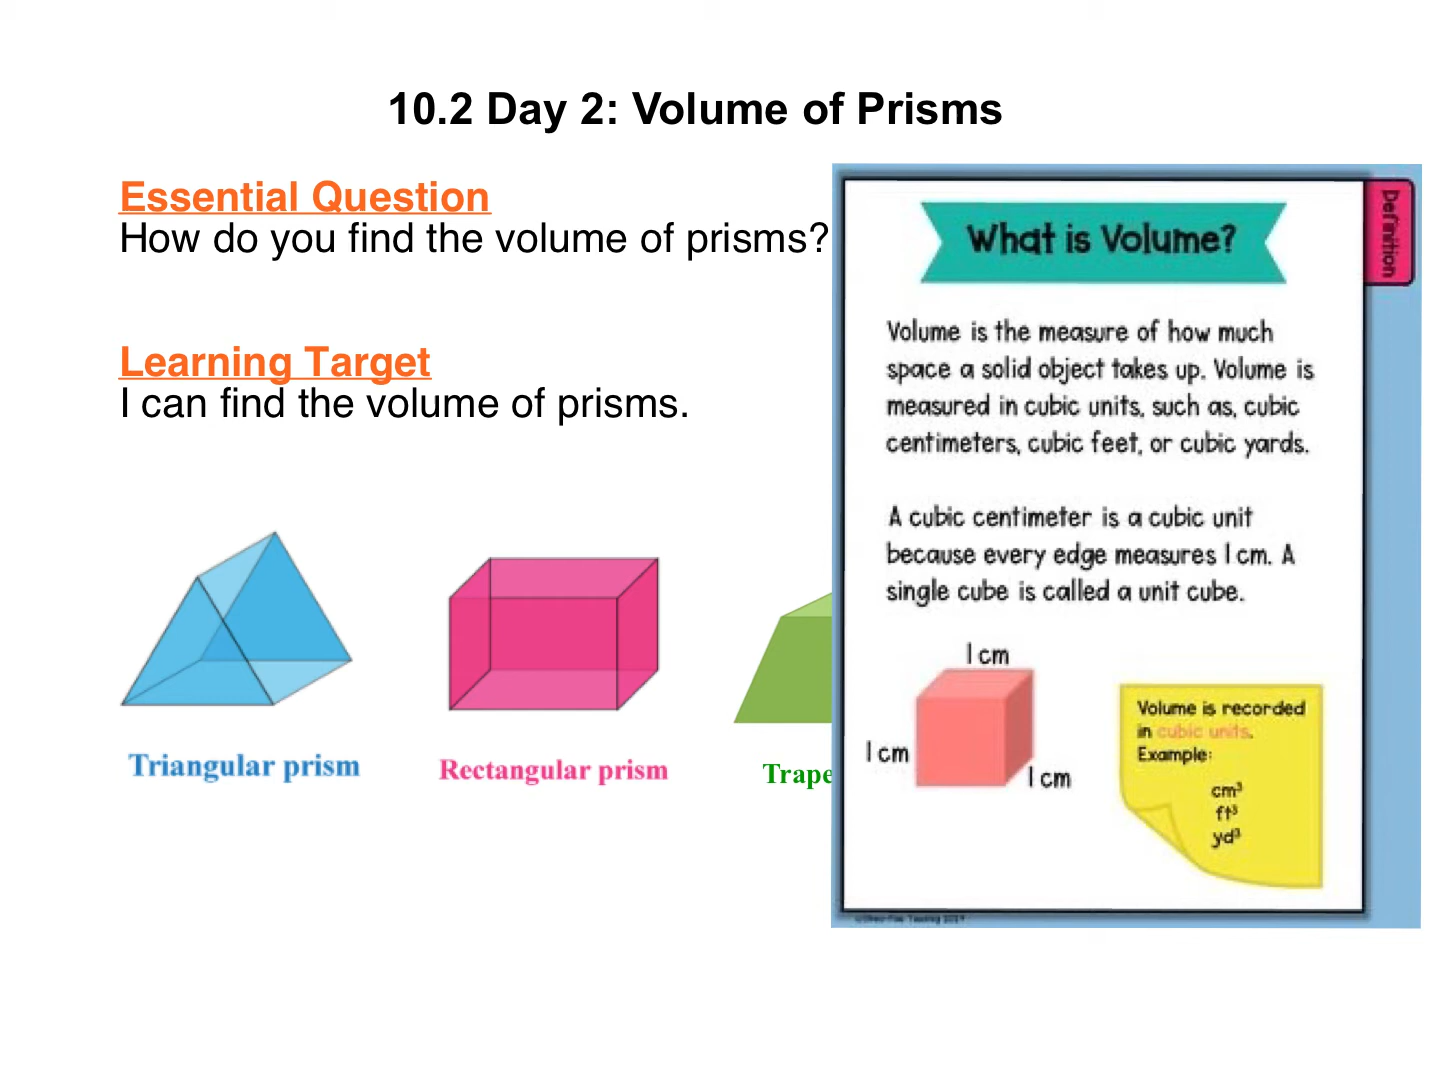 10.2 Day 2: Volume of Prisms
Essential Question
How do you find the volume of prisms?
Learning Target
I can find the volume of prisms.
Triangular prism
Rectangular prism
Trape
Definition
What is Volume?
Volume is the measure of how much
space a solid object takes up. Volume is
measured in cubic units, such as, cubic
centimeters, cubic feet, or cubic yards.
A cubic centimeter is a cubic unit
because every edge measures 1 cm. A
single cube is called a unit cube.
1 cm
1 cm
1 cm
Volume is recorded
in cubic units.
Example:
cm³
ft³
yd³